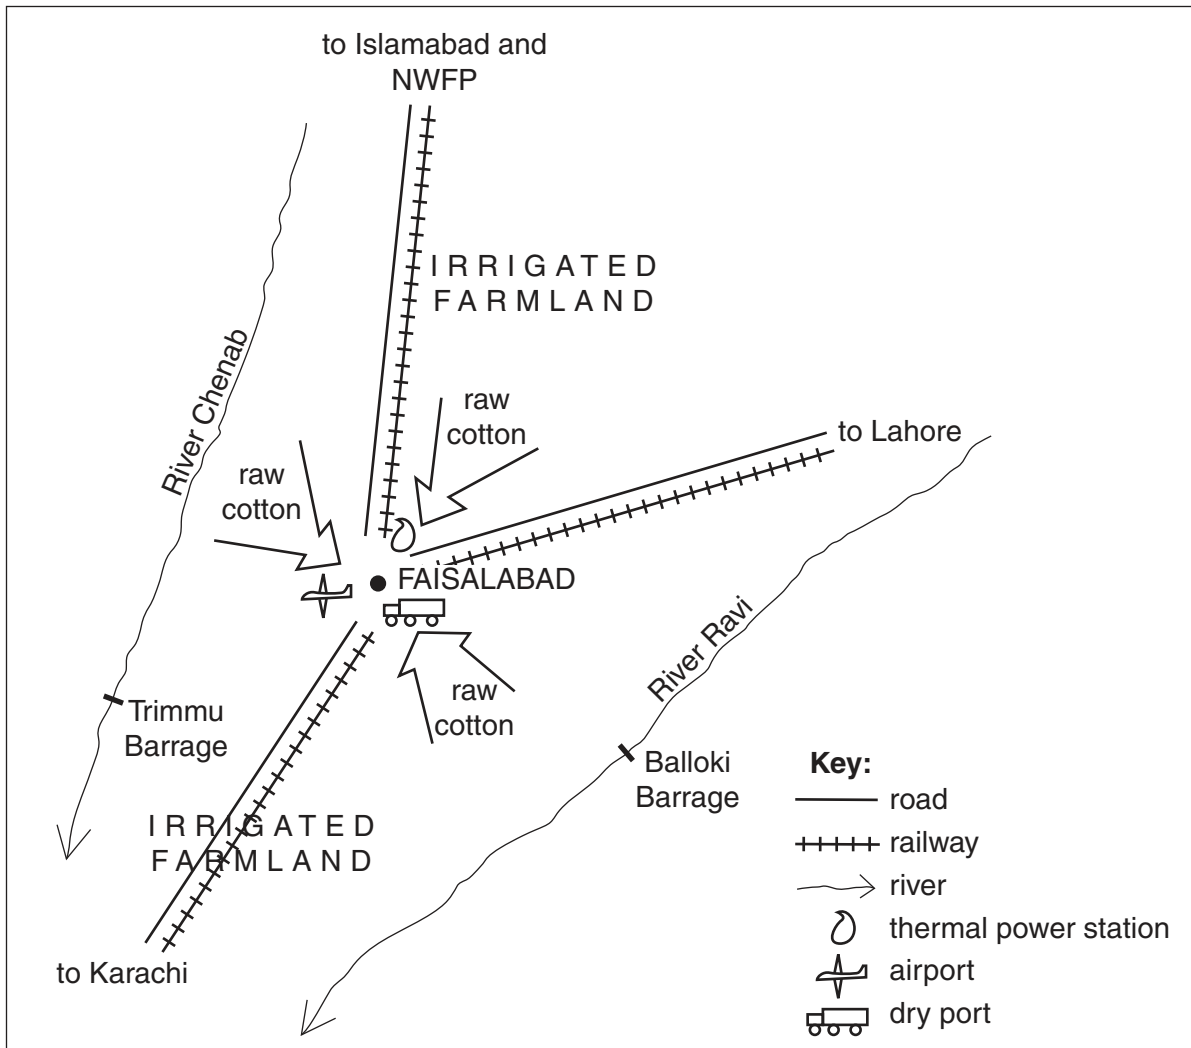 to Islamabad and
NWFP
IRRIGATED
FARMLAND
River Chenab
raw
cotton
to Lahore
raw
cotton
FAISALABAD
River Ravi
raw
cotton
Trimmu
Barrage
Balloki
Barrage
IRRIGATED
FARMLAND
to Karachi
Key:
road
railway
river
thermal power station
airport
dry port